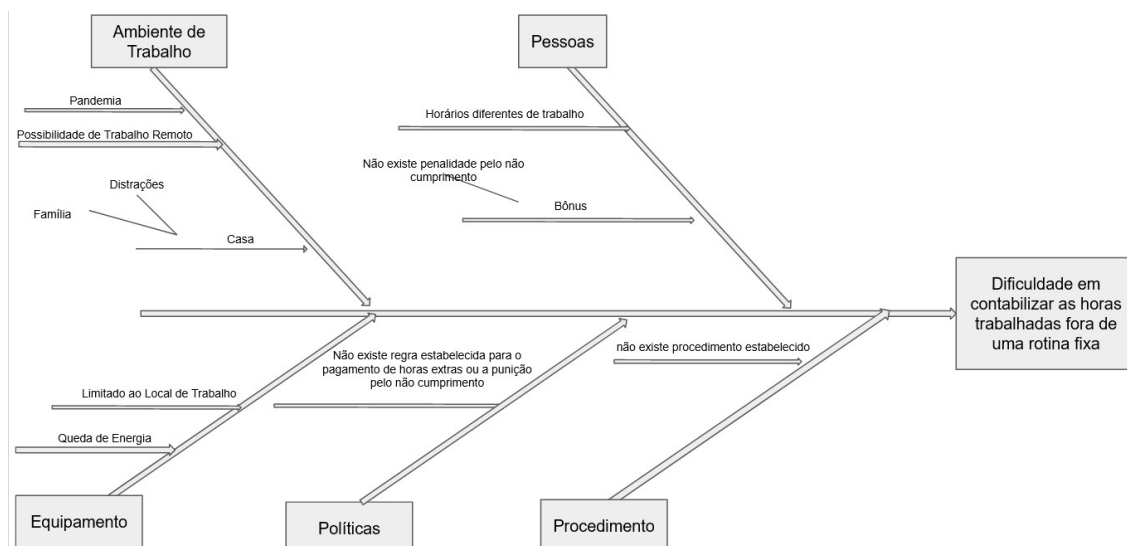 Ambiente de
Trabalho
Pessoas
Pandemia
Possibilidade de Trabalho Remoto
Distrações
Família
Casa
Horários diferentes de trabalho
Não existe penalidade pelo não
cumprimento
Bônus
Dificuldade em
contabilizar as horas
trabalhadas fora de
uma rotina fixa
Limitado ao Local de Trabalho
Queda de Energia
Não existe regra estabelecida para o
pagamento de horas extras ou a punição
pelo não cumprimento
não existe procedimento estabelecido
Equipamento
Políticas
Procedimento